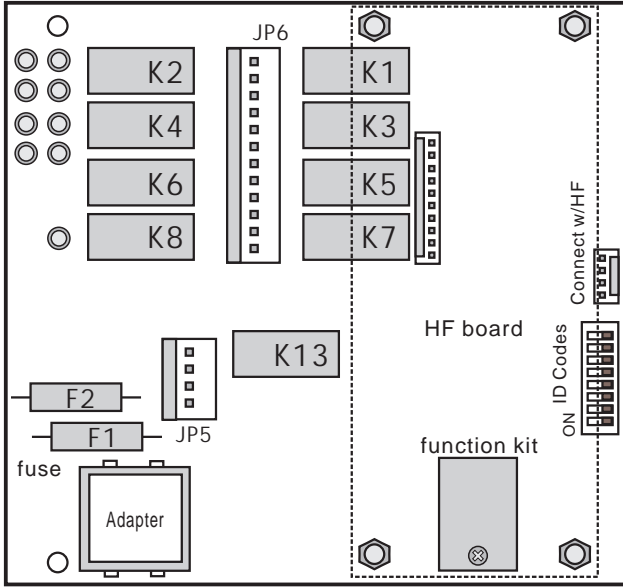 JP6
K2
K1
K4
K3
K6
K5
K8
K7
Connect w/HF
HF board
K13
ID Codes
ON
F2
F1
JP5
fuse
function kit
Adapter